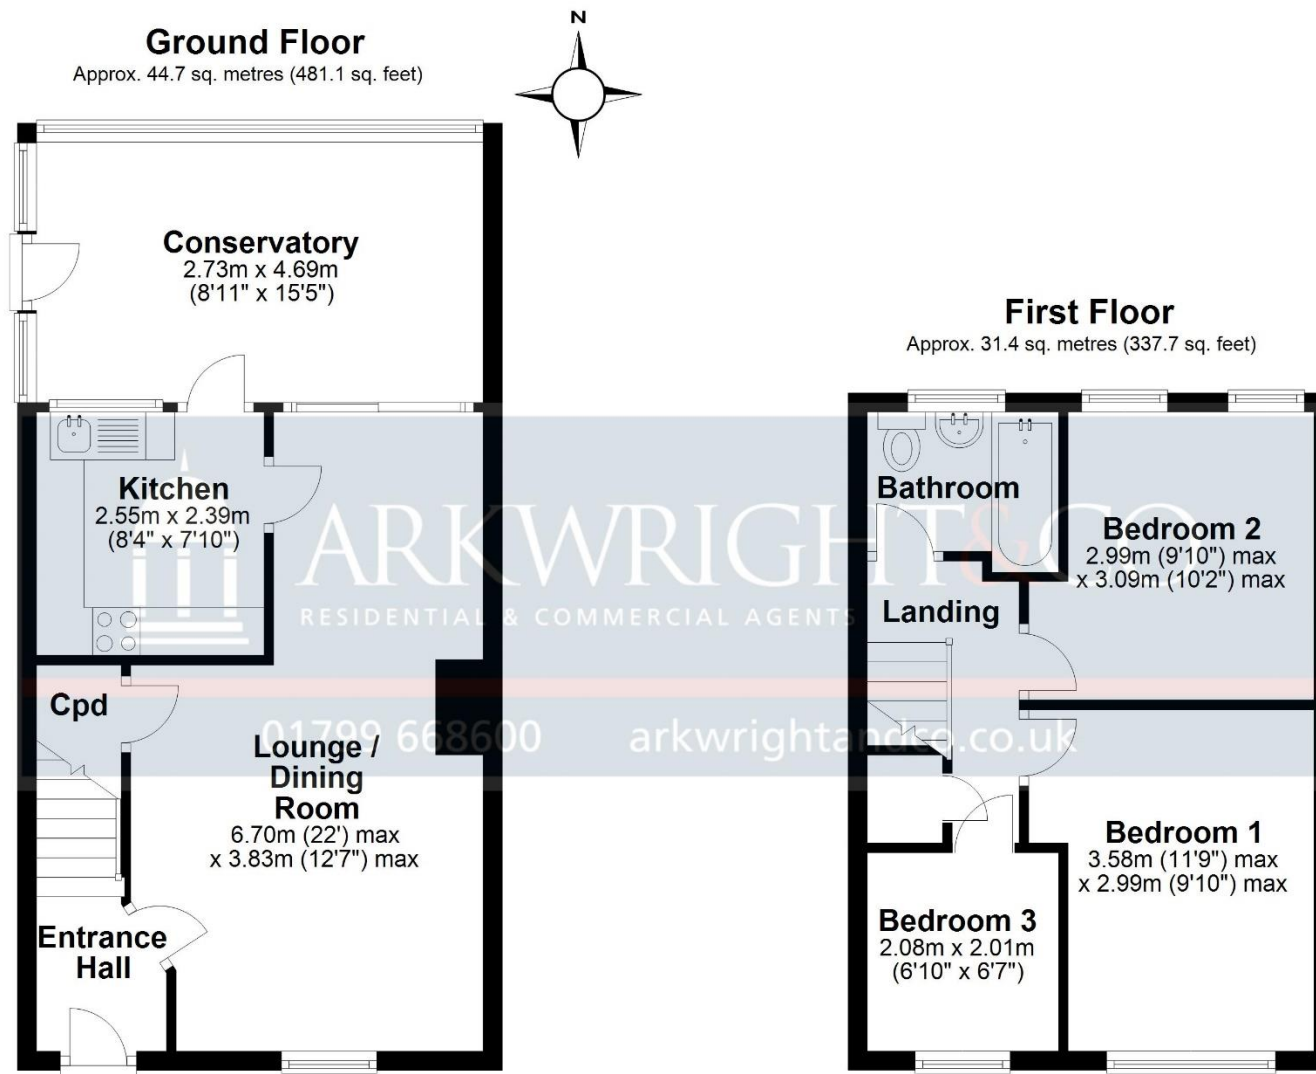 Ground Floor
Approx. 44.7 sq. metres (481.1 sq. feet)
N
Conservatory
2.73m x 4.69m
(8'11" x 15'5")
Kitchen
2.55m x 2.39m
(8'4" x 7'10")
Cpd
Lounge /
Dining
Room
6.70m (22') max
x 3.83m (12'7") max
Entrance
Hall
First Floor
Approx. 31.4 sq. metres (337.7 sq. feet)
Bathroom
Bedroom 2
2.99m (9'10") max
x 3.09m (10'2") max
Landing
Bedroom 1
3.58m (11'9") max
x 2.99m (9'10") max
Bedroom 3
2.08m x 2.01m
(6'10" x 6'7")
ARKWRIGHT&CO
RESIDENTIAL & COMMERCIAL AGENTS
01799 668600 arkwrightandco.co.uk